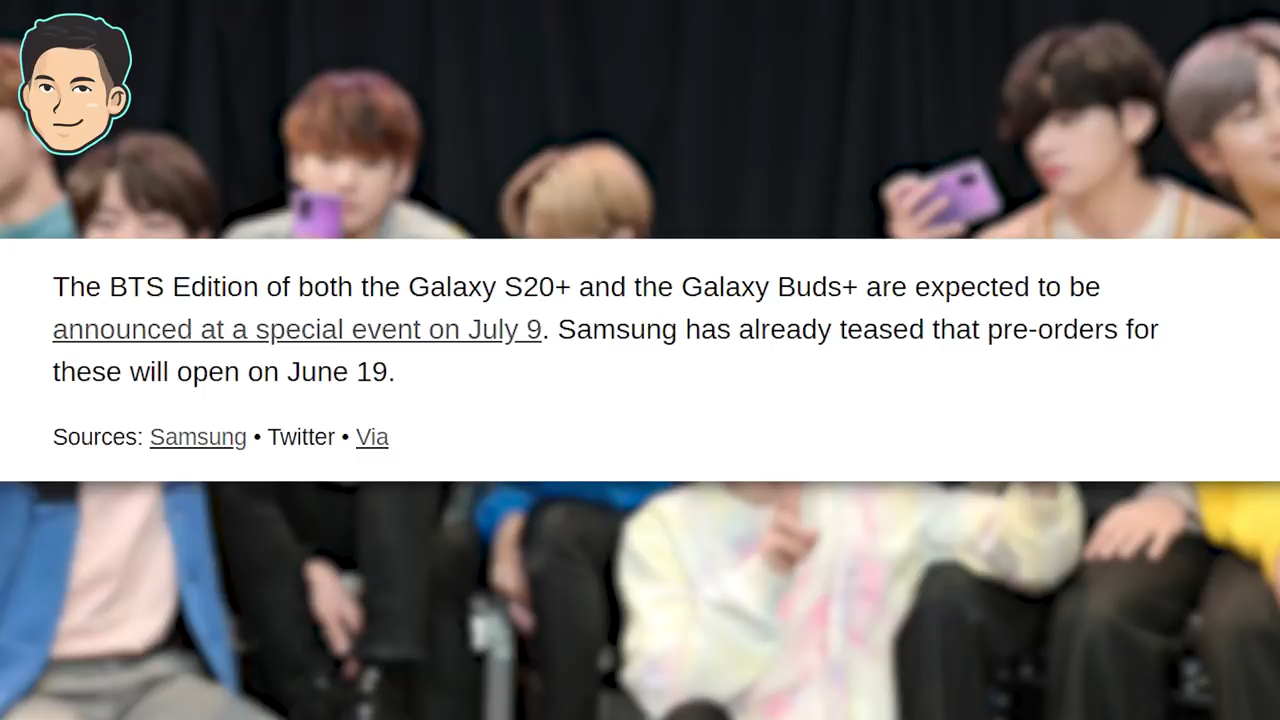 The BTS Edition of both the Galaxy S20+ and the Galaxy Buds+ are expected to be
announced at a special event on July 9. Samsung has already teased that pre-orders for
these will open on June 19.
Sources: Samsung • Twitter • Via